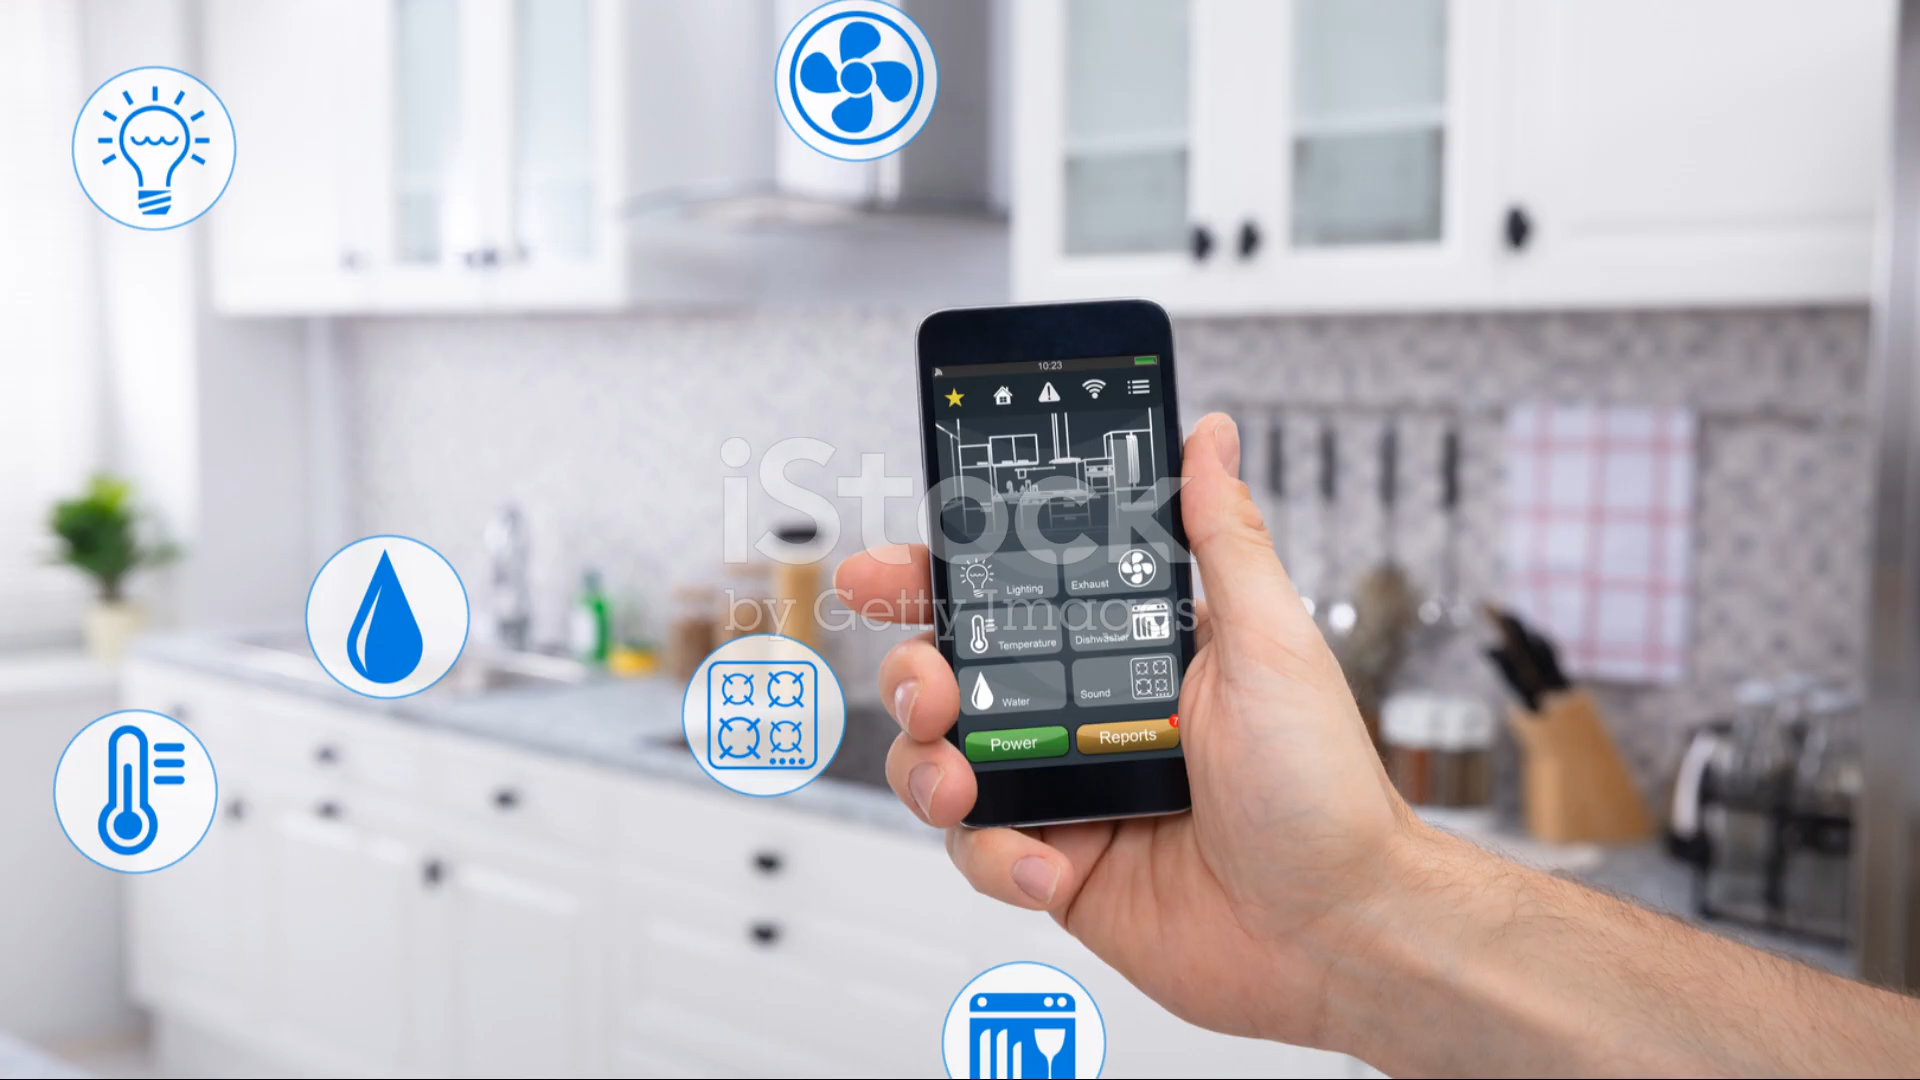 10:23
iStock
by Getty Images
Lighting
Exhaust
Temperature
Dishwasher
Water
Sound
Power
Reports